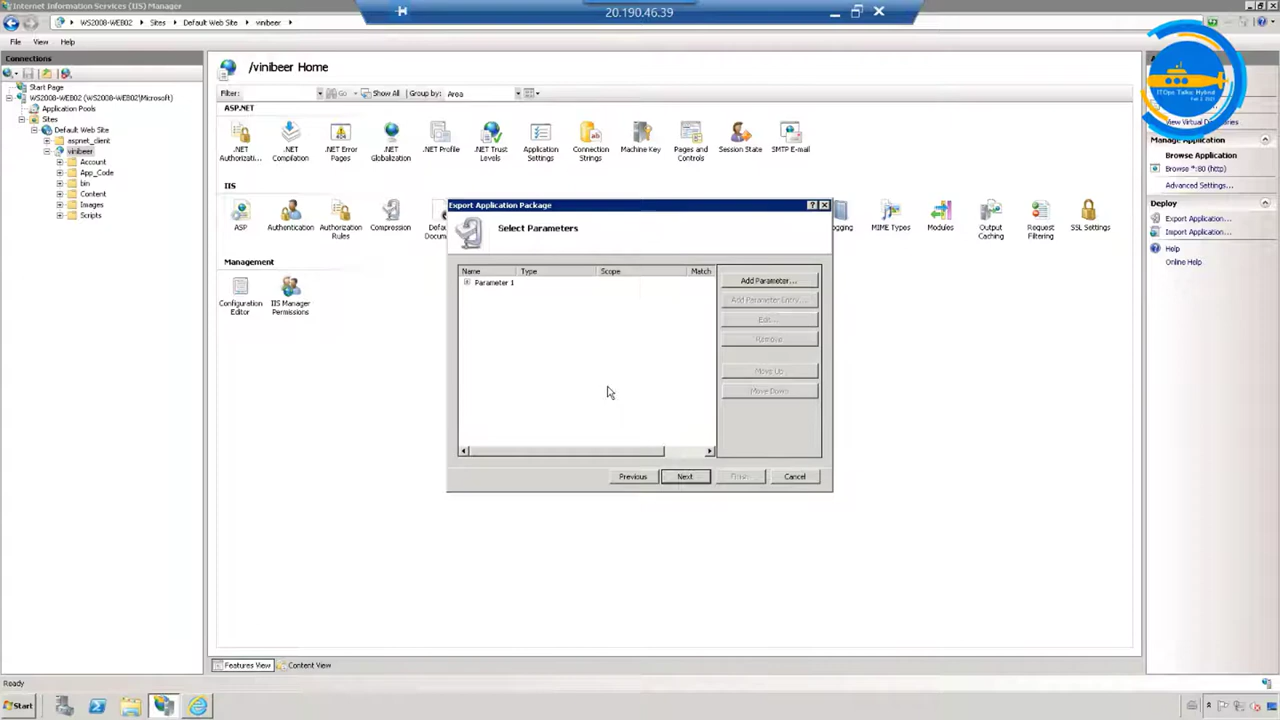 Internet Information Services (IIS) Manager
20.190.46.39
WS2008-WEB02
Sites
Default Web Site
vinibeer
File
View
Help
Connections
Start Page
WS2008-WEB02 (WS2008-WEB02\Microsoft)
Application Pools
Sites
Default Web Site
aspnet_client
vinibeer
Account
App_Code
bin
Content
Images
Scripts
/vinibeer Home
Filter:
Go
Show All
Group by:
Area
ASP.NET
.NET Authorizati...
.NET Compilation
.NET Error Pages
.NET Globalization
.NET Profile
.NET Trust Levels
Application Settings
Connection Strings
Machine Key
Pages and Controls
Session State
SMTP E-mail
IIS
ASP
Authentication
Authorization Rules
Compression
MIME Types
Modules
Output Caching
Request Filtering
SSL Settings
Management
Configuration Editor
IIS Manager Permissions
Export Application Package
Select Parameters
Name
Type
Scope
Match
Parameter 1
Add Parameter...
Add Parameter Entry...
Edit...
Remove
Move Up
Move Down
Previous
Next
Finish
Cancel
ITOps Talks: Hybrid
View Virtual Directories
Manage Application
Browse Application
Browse *:80 (http)
Advanced Settings...
Deploy
Export Application...
Import Application...
Help
Online Help
Features View
Content View
Ready
Start